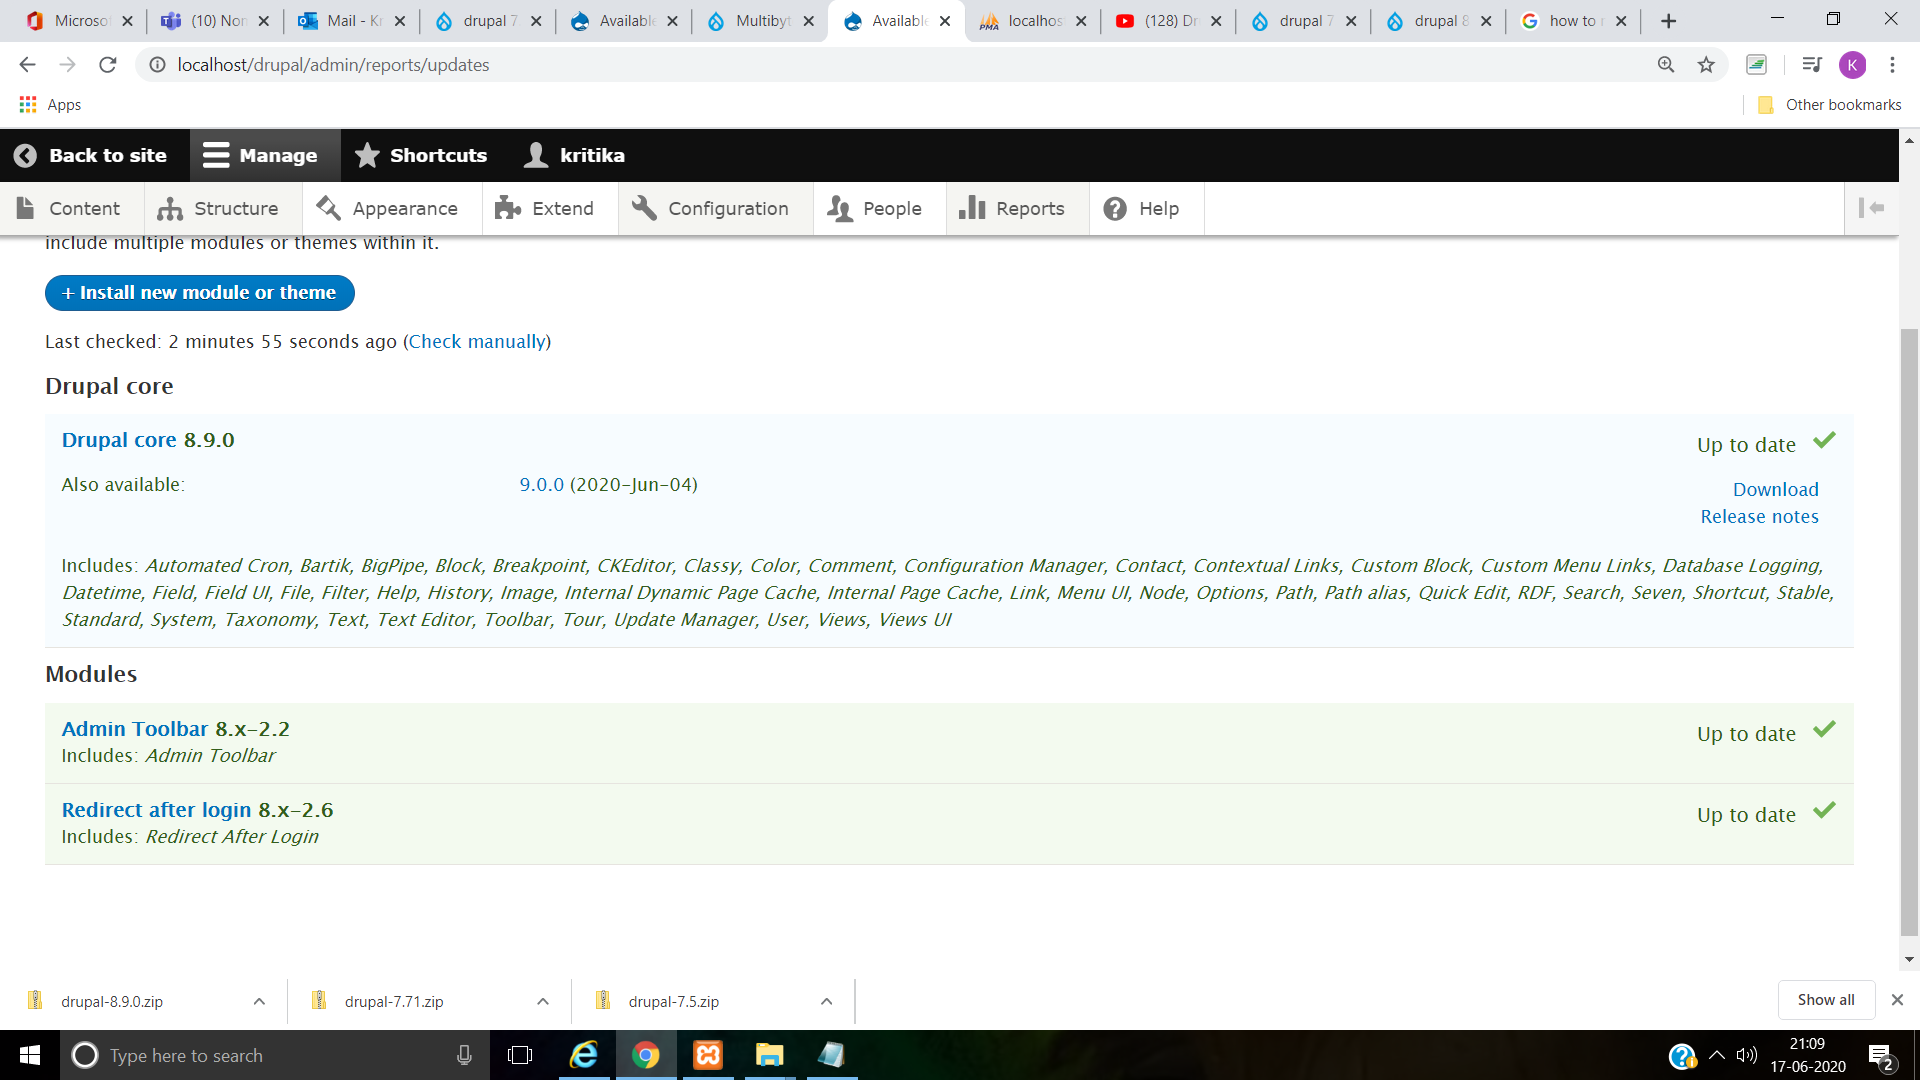 Microso (10) Non Mail - Kr drupal 7 Available Multibyt Available localhos (128) Dr drupal 7 drupal 8 how to r
localhost/drupal/admin/reports/updates K
Apps Other bookmarks
Back to site Manage Shortcuts kritika
Content Structure Appearance Extend Configuration People Reports Help
include multiple modules or themes within it.
+ Install new module or theme
Last checked: 2 minutes 55 seconds ago (Check manually)
Drupal core
Drupal core 8.9.0 Up to date
Also available: 9.0.0 (2020-Jun-04) Download
Release notes
Includes: Automated Cron, Bartik, BigPipe, Block, Breakpoint, CKEditor, Classy, Color, Comment, Configuration Manager, Contact, Contextual Links, Custom Block, Custom Menu Links, Database Logging,
Datetime, Field, Field UI, File, Filter, Help, History, Image, Internal Dynamic Page Cache, Internal Page Cache, Link, Menu UI, Node, Options, Path, Path alias, Quick Edit, RDF, Search, Seven, Shortcut, Stable,
Standard, System, Taxonomy, Text, Text Editor, Toolbar, Tour, Update Manager, User, Views, Views UI
Modules
Admin Toolbar 8.x-2.2 Up to date
Includes: Admin Toolbar
Redirect after login 8.x-2.6 Up to date
Includes: Redirect After Login
drupal-8.9.0.zip drupal-7.71.zip drupal-7.5.zip Show all
Type here to search 21:09
17-06-2020 2